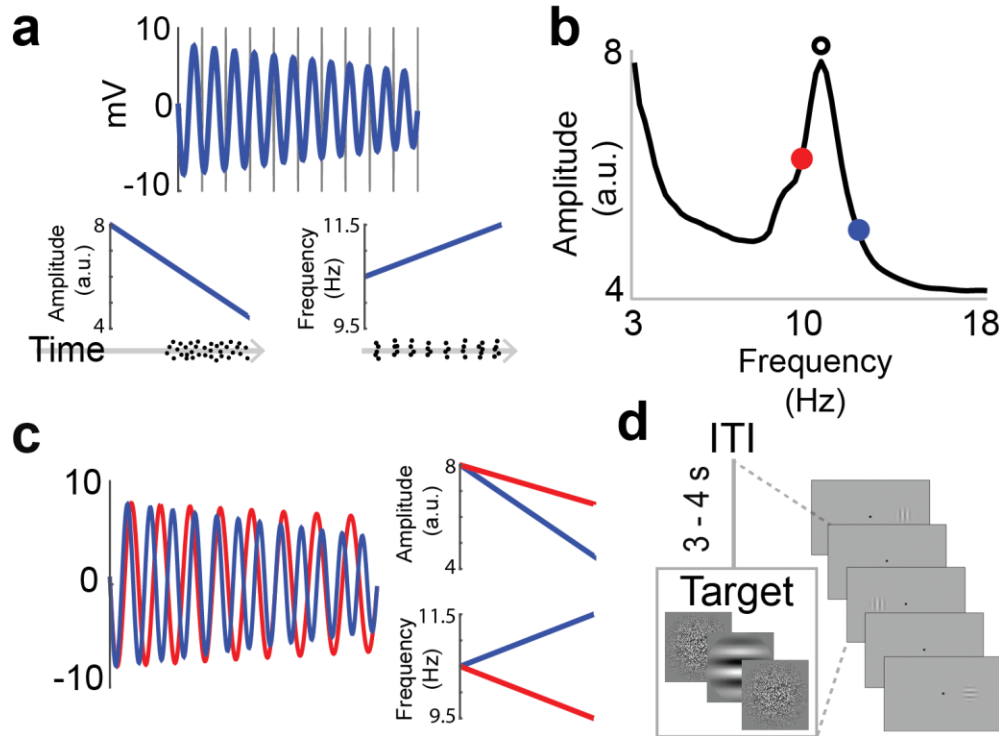 a
10
0
-10
mV
8
4
Amplitude
(a.u.)
11.5
9.5
Frequency
(Hz)
Time
b
8
4
Amplitude
(a.u.)
3
10
18
Frequency
(Hz)
c
10
0
-10
8
4
Amplitude
(a.u.)
11.5
9.5
Frequency
(Hz)
d
ITI
3 - 4 s
Target